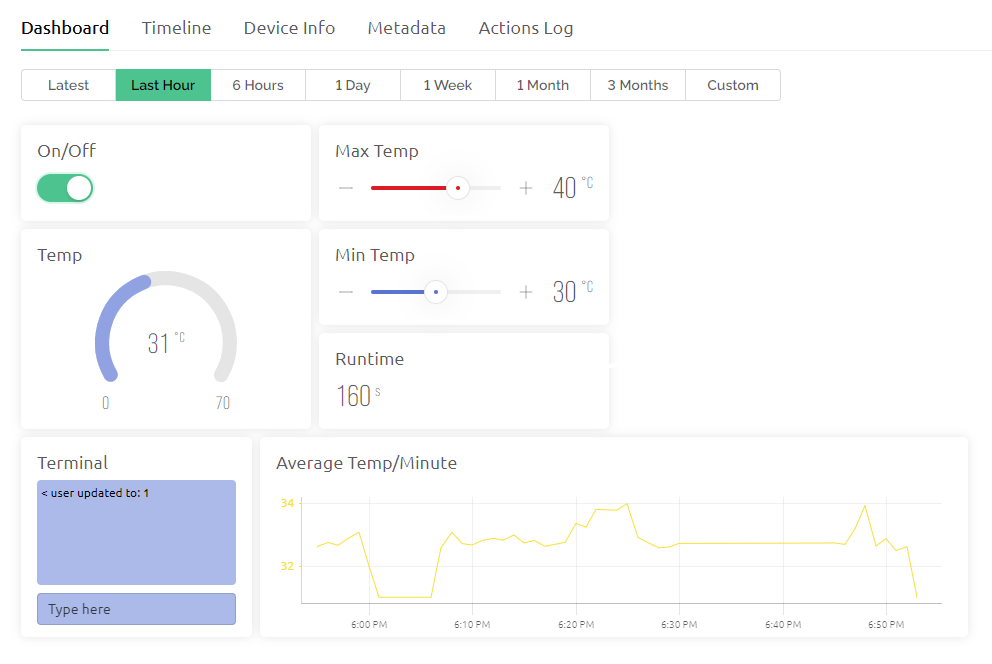 Dashboard Timeline Device Info Metadata Actions Log
Latest Last Hour 6 Hours 1 Day 1 Week 1 Month 3 Months Custom
On/Off
Max Temp
− + 40 °C
Temp
31 °C
0 70
Min Temp
− + 30 °C
Runtime
160 s
Terminal
< user updated to: 1
Type here
Average Temp/Minute
34
32
6:00 PM 6:10 PM 6:20 PM 6:30 PM 6:40 PM 6:50 PM